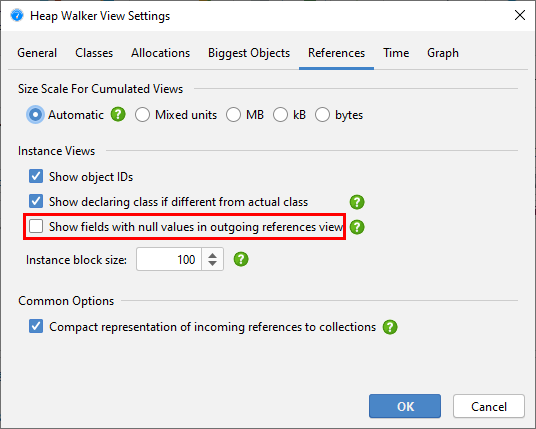 Heap Walker View Settings
General Classes Allocations Biggest Objects References Time Graph
Size Scale For Cumulated Views
Automatic ? Mixed units MB kB bytes
Instance Views
Show object IDs
Show declaring class if different from actual class ?
Show fields with null values in outgoing references view ?
Instance block size: 100 ?
Common Options
Compact representation of incoming references to collections ?
OK Cancel